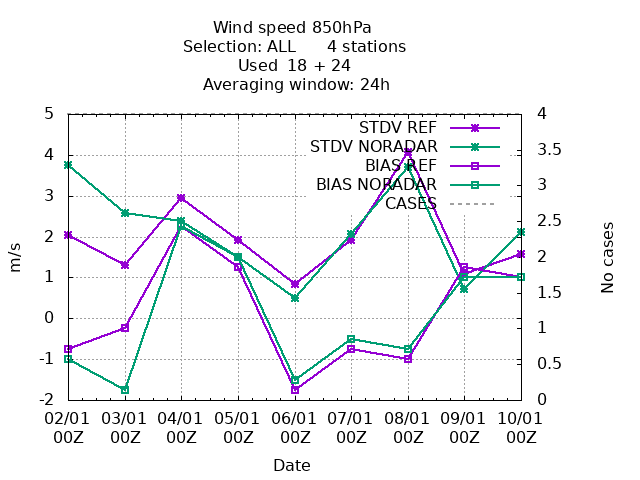 Wind speed 850hPa
Selection: ALL 4 stations
Used 18 + 24
Averaging window: 24h
5
4
3
2
1
0
-1
-2
m/s
4
3.5
3
2.5
2
1.5
1
0.5
0
No cases
STDV REF
STDV NORADAR
BIAS REF
BIAS NORADAR
CASES
02/01 03/01 04/01 05/01 06/01 07/01 08/01 09/01 10/01
00Z 00Z 00Z 00Z 00Z 00Z 00Z 00Z 00Z
Date